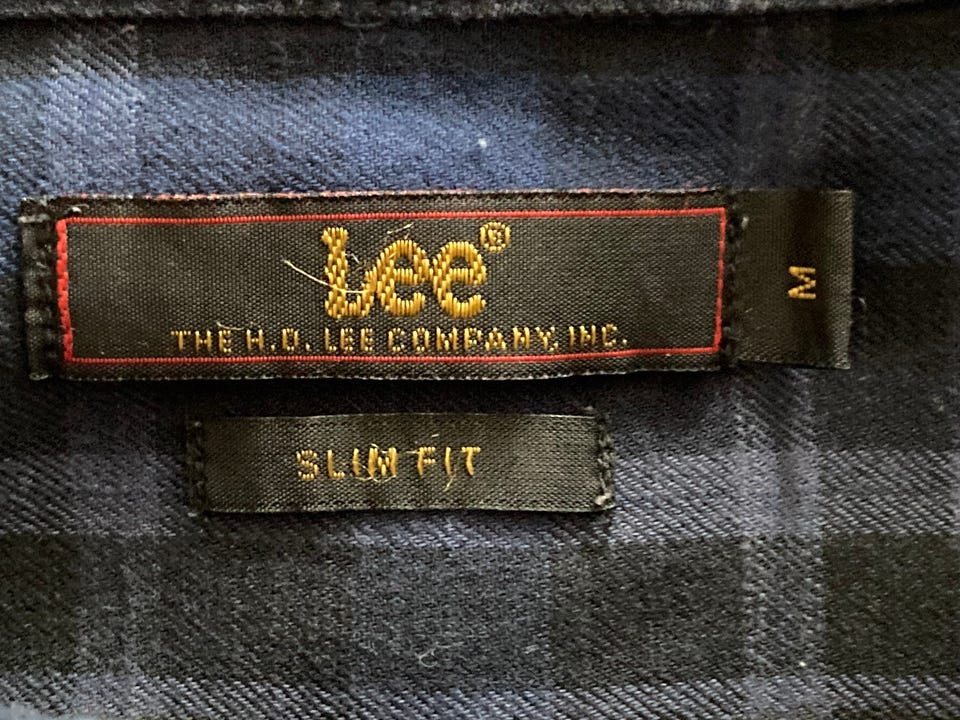 Lee®
THE H.D. LEE COMPANY, INC.
M
SLIM FIT